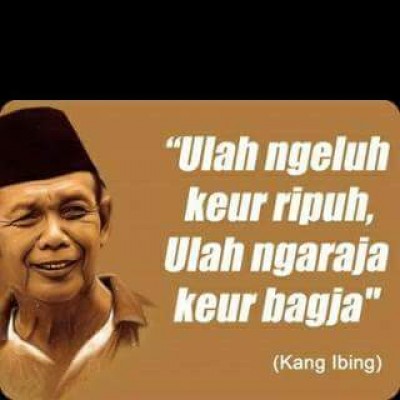 “Ulah ngeluh
keur ripuh,
Ulah ngaraja
keur bagja"
(Kang Ibing)